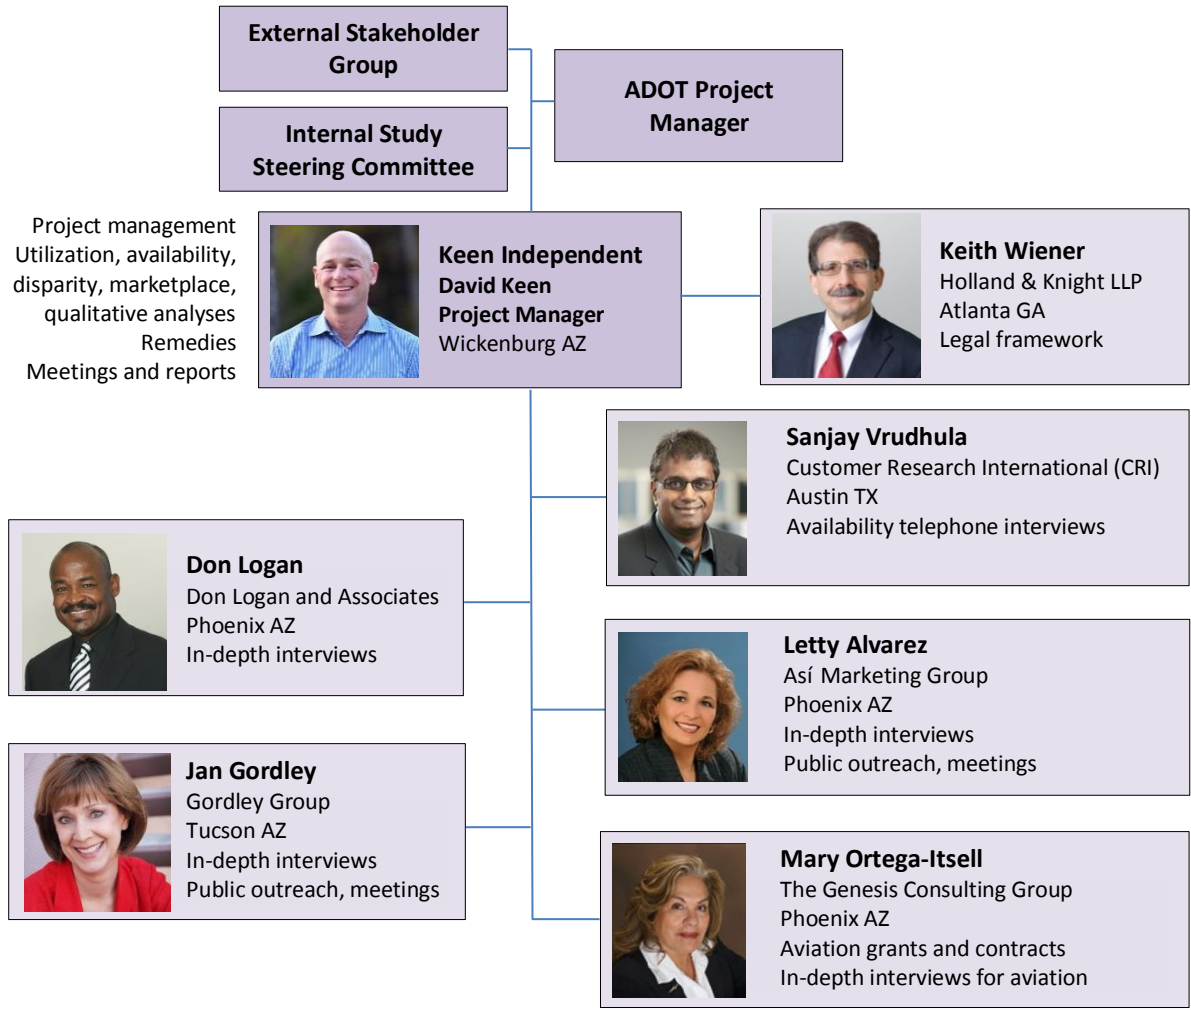 External Stakeholder
Group
ADOT Project
Manager
Internal Study
Steering Committee
Project management
Utilization, availability,
disparity, marketplace,
qualitative analyses
Remedies
Meetings and reports
Keen Independent
David Keen
Project Manager
Wickenburg AZ
Keith Wiener
Holland & Knight LLP
Atlanta GA
Legal framework
Sanjay Vrudhula
Customer Research International (CRI)
Austin TX
Availability telephone interviews
Don Logan
Don Logan and Associates
Phoenix AZ
In-depth interviews
Letty Alvarez
Así Marketing Group
Phoenix AZ
In-depth interviews
Public outreach, meetings
Jan Gordley
Gordley Group
Tucson AZ
In-depth interviews
Public outreach, meetings
Mary Ortega-Itsell
The Genesis Consulting Group
Phoenix AZ
Aviation grants and contracts
In-depth interviews for aviation